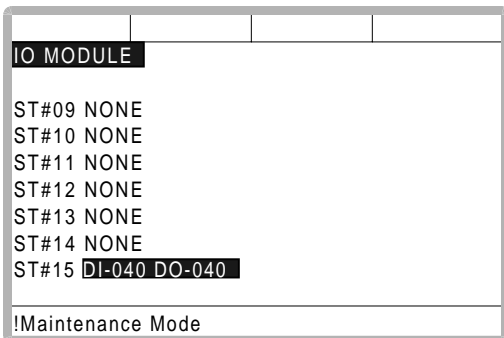 IO MODULE
ST#09 NONE
ST#10 NONE
ST#11 NONE
ST#12 NONE
ST#13 NONE
ST#14 NONE
ST#15 DI-040 DO-040
!Maintenance Mode